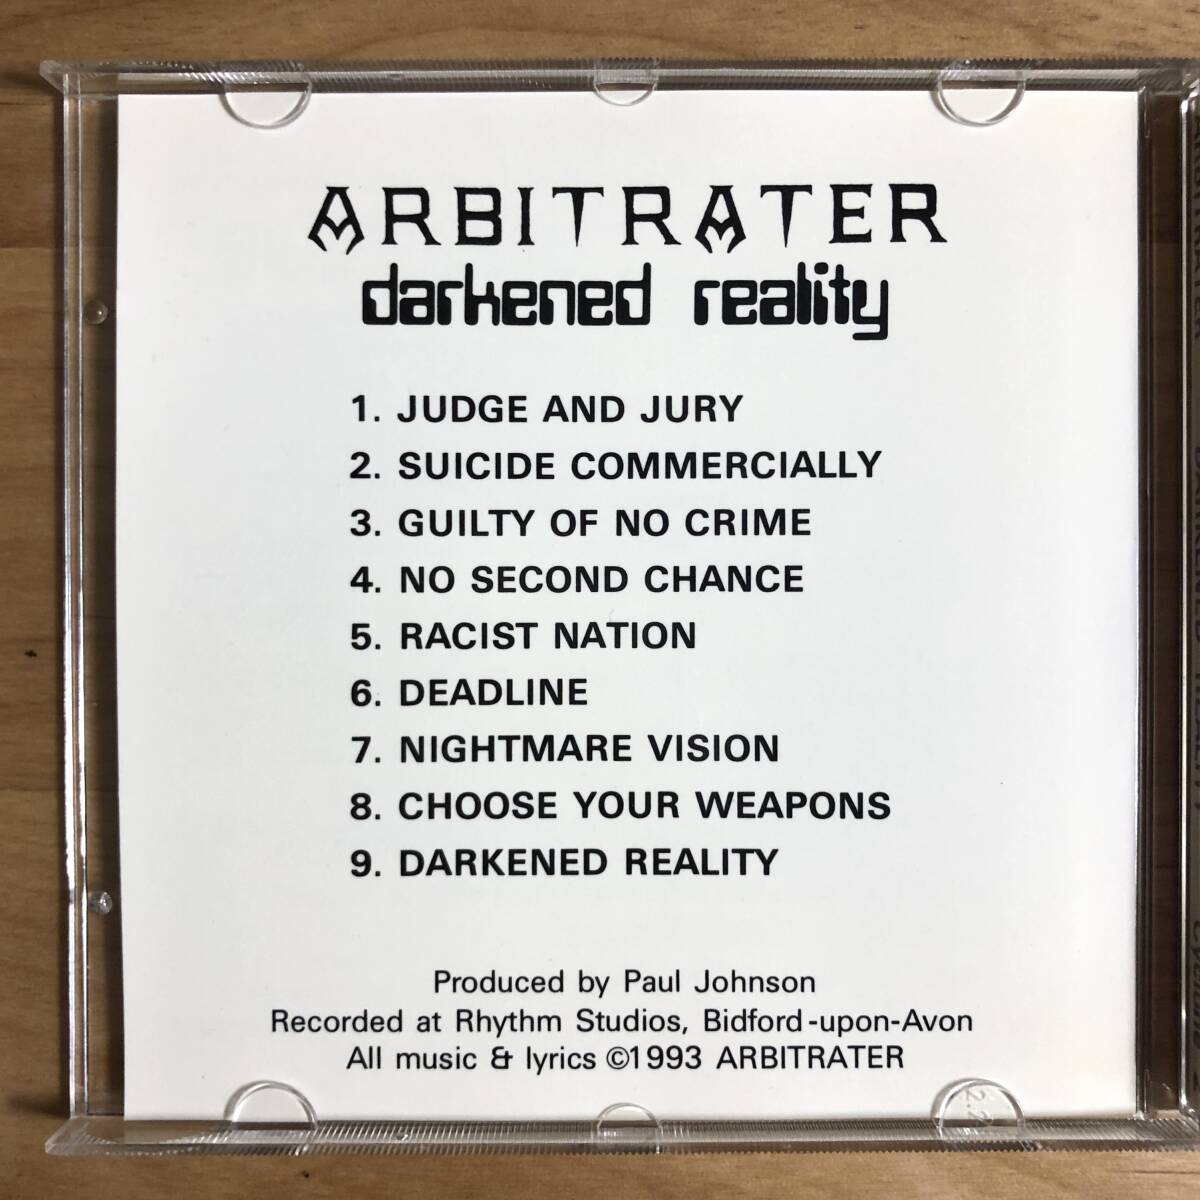 ARBITRATER
darkened reality
1. JUDGE AND JURY
2. SUICIDE COMMERCIALLY
3. GUILTY OF NO CRIME
4. NO SECOND CHANCE
5. RACIST NATION
6. DEADLINE
7. NIGHTMARE VISION
8. CHOOSE YOUR WEAPONS
9. DARKENED REALITY
Produced by Paul Johnson
Recorded at Rhythm Studios, Bidford-upon-Avon
All music & lyrics ©1993 ARBITRATER